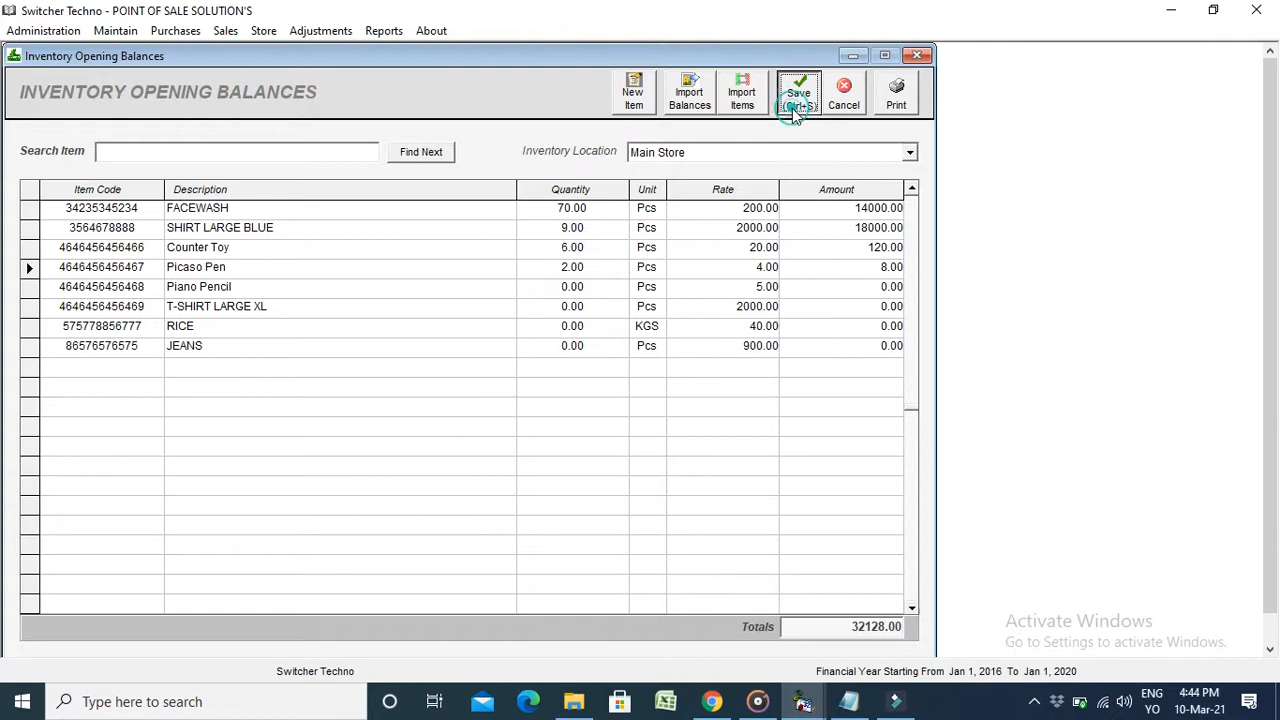 Switcher Techno - POINT OF SALE SOLUTION'S
Administration Maintain Purchases Sales Store Adjustments Reports About
Inventory Opening Balances
INVENTORY OPENING BALANCES
New Item
Import Balances
Import Items
Save (Ctrl+S)
Cancel
Print
Search Item Find Next Inventory Location Main Store
Item Code Description Quantity Unit Rate Amount
34235345234 FACEWASH 70.00 Pcs 200.00 14000.00
3564678888 SHIRT LARGE BLUE 9.00 Pcs 2000.00 18000.00
4646456456466 Counter Toy 6.00 Pcs 20.00 120.00
4646456456467 Picaso Pen 2.00 Pcs 4.00 8.00
4646456456468 Piano Pencil 0.00 Pcs 5.00 0.00
4646456456469 T-SHIRT LARGE XL 0.00 Pcs 2000.00 0.00
575778856777 RICE 0.00 KGS 40.00 0.00
86576576575 JEANS 0.00 Pcs 900.00 0.00
Totals 32128.00
Activate Windows
Go to Settings to activate Windows.
Switcher Techno Financial Year Starting From Jan 1, 2016 To Jan 1, 2020
Type here to search
ENG
YO
4:44 PM
10-Mar-21